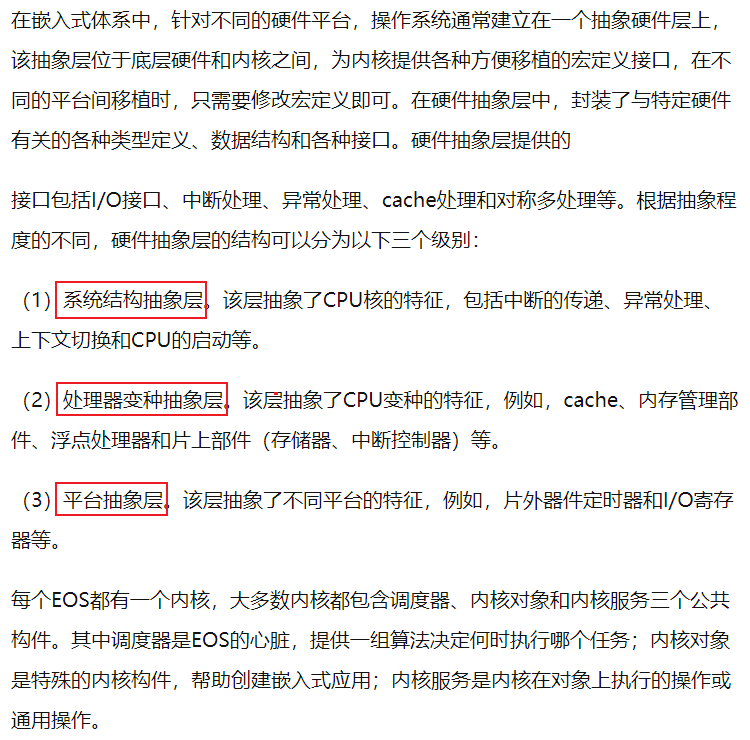 在嵌入式体系中，针对不同的硬件平台，操作系统通常建立在一个抽象硬件层上，
该抽象层位于底层硬件和内核之间，为内核提供各种方便移植的宏定义接口，在不
同的平台间移植时，只需要修改宏定义即可。在硬件抽象层中，封装了与特定硬件
有关的各种类型定义、数据结构和各种接口。硬件抽象层提供的
接口包括I/O接口、中断处理、异常处理、cache处理和对称多处理等。根据抽象程
度的不同，硬件抽象层的结构可以分为以下三个级别：
（1）系统结构抽象层。该层抽象了CPU核的特征，包括中断的传递、异常处理、
上下文切换和CPU的启动等。
（2）处理器变种抽象层。该层抽象了CPU变种的特征，例如，cache、内存管理部
件、浮点处理器和片上部件（存储器、中断控制器）等。
（3）平台抽象层。该层抽象了不同平台的特征，例如，片外器件定时器和I/O寄存
器等。
每个EOS都有一个内核，大多数内核都包含调度器、内核对象和内核服务三个公共
构件。其中调度器是EOS的心脏，提供一组算法决定何时执行哪个任务；内核对象
是特殊的内核构件，帮助创建嵌入式应用；内核服务是内核在对象上执行的操作或
通用操作。